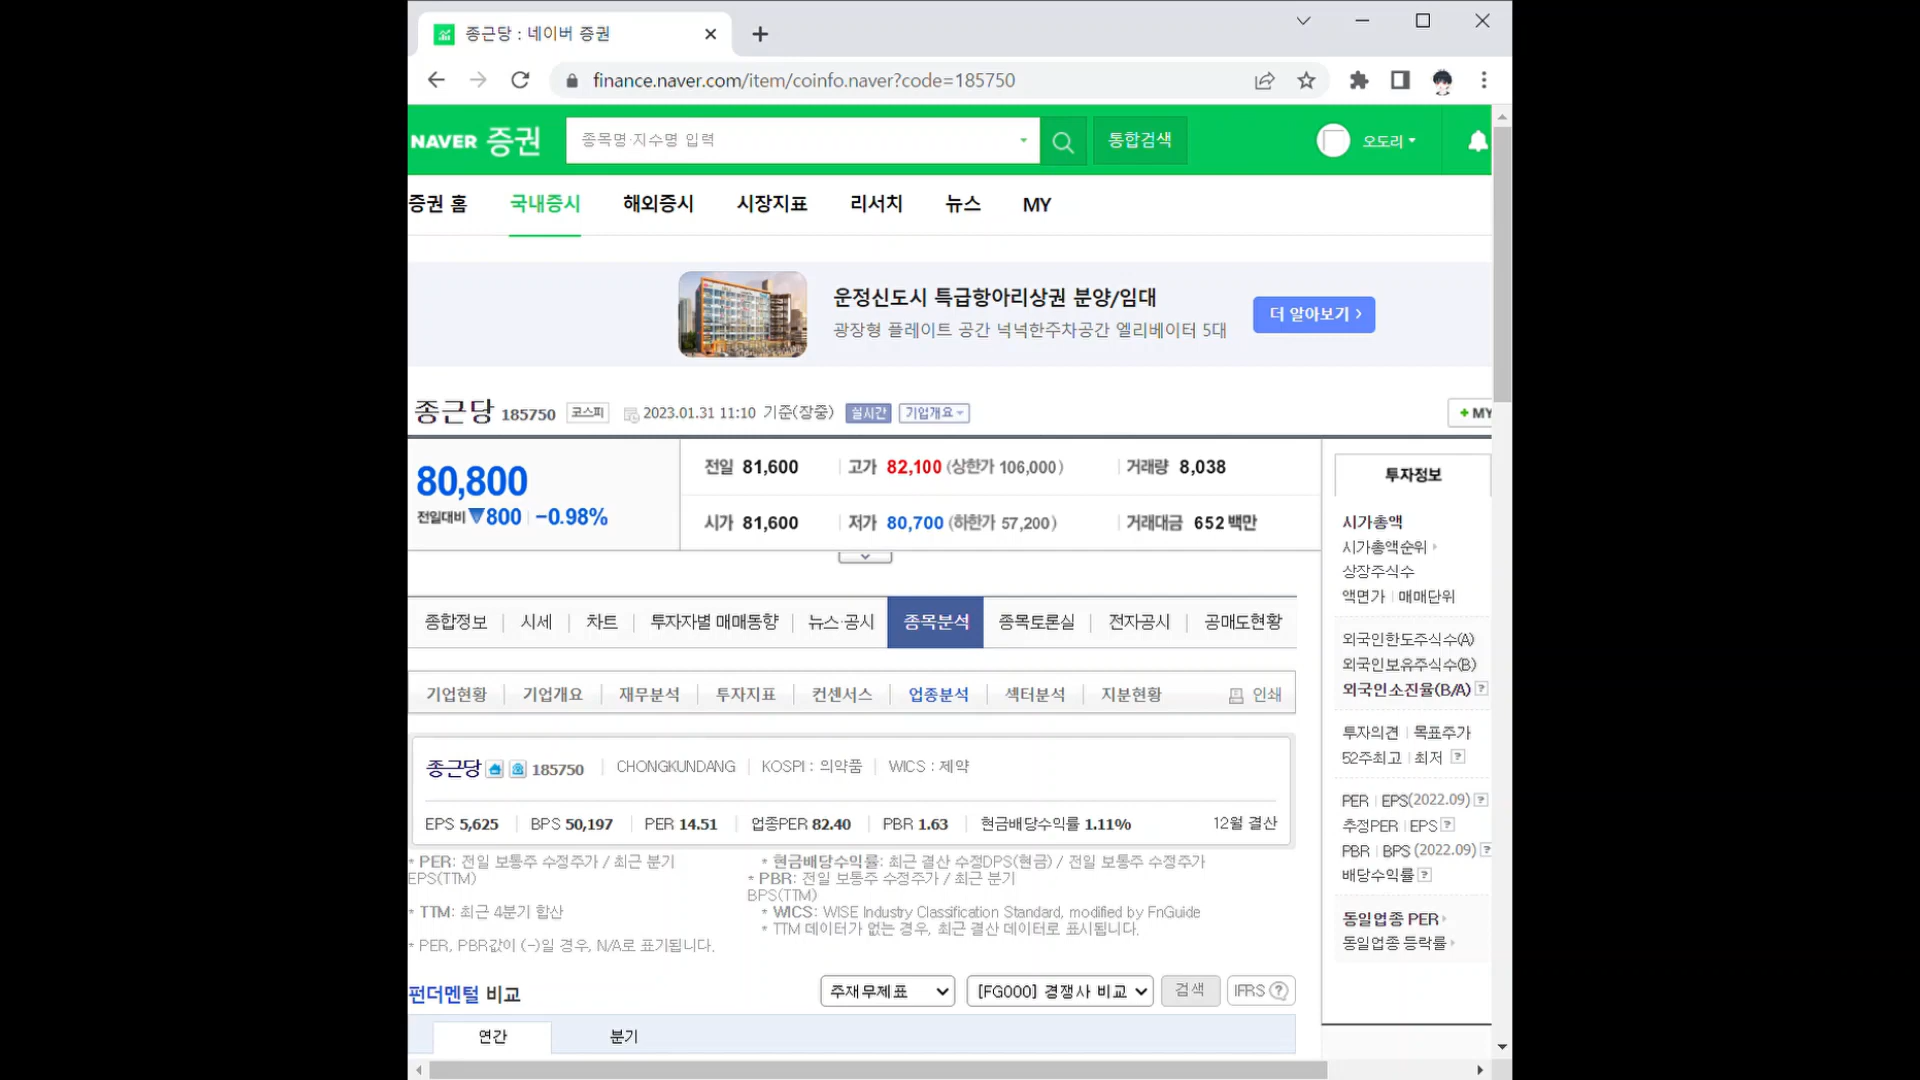 종근당 : 네이버 증권
finance.naver.com/item/coinfo.naver?code=185750
NAVER 증권
종목명·지수명 입력
통합검색
오도리
증권 홈 국내증시 해외증시 시장지표 리서치 뉴스 MY
운정신도시 특급항아리상권 분양/임대
광장형 플레이트 공간 넉넉한주차공간 엘리베이터 5대
더 알아보기 >
종근당 185750 코스피 2023.01.31 11:10 기준(장중) 실시간 기업개요
+ MY
80,800
전일대비 ▼800 -0.98%
전일 81,600 고가 82,100 (상한가 106,000) 거래량 8,038
시가 81,600 저가 80,700 (하한가 57,200) 거래대금 652 백만
투자정보
시가총액
시가총액순위
상장주식수
액면가 | 매매단위
외국인한도주식수(A)
외국인보유주식수(B)
외국인소진율(B/A) ?
투자의견 | 목표주가
52주최고 | 최저 ?
PER | EPS(2022.09) ?
추정PER | EPS ?
PBR | BPS (2022.09) ?
배당수익률 ?
동일업종 PER
동일업종 등락률
종합정보 시세 차트 투자자별 매매동향 뉴스·공시 종목분석 종목토론실 전자공시 공매도현황
기업현황 기업개요 재무분석 투자지표 컨센서스 업종분석 섹터분석 지분현황 인쇄
종근당 185750 CHONGKUNDANG KOSPI : 의약품 WICS : 제약
EPS 5,625 BPS 50,197 PER 14.51 업종PER 82.40 PBR 1.63 현금배당수익률 1.11% 12월 결산
* PER: 전일 보통주 수정주가 / 최근 분기
EPS(TTM)
* TTM: 최근 4분기 합산
* PER, PBR값이 (-)일 경우, N/A로 표기됩니다.
* 현금배당수익률: 최근 결산 수정DPS(현금) / 전일 보통주 수정주가
* PBR: 전일 보통주 수정주가 / 최근 분기
BPS(TTM)
* WICS: WISE Industry Classification Standard, modified by FnGuide
* TTM 데이터가 없는 경우, 최근 결산 데이터로 표시됩니다.
펀더멘털 비교
주재무제표 [FG000] 경쟁사 비교 검색 IFRS ?
연간 분기